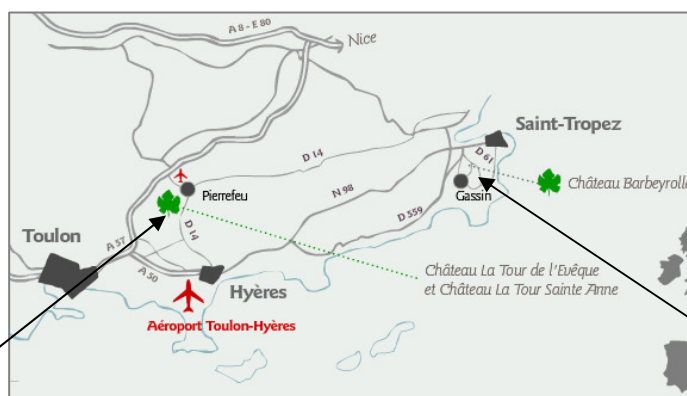 A 8 - E 80
Nice
Saint-Tropez
D 14
D 61
Château Barbeyrolle
Pierrefeu
N 98
Gassin
D 14
D 559
Toulon
A 57
A 50
Château La Tour de l'Evêque
et Château La Tour Sainte Anne
Hyères
Aéroport Toulon-Hyères